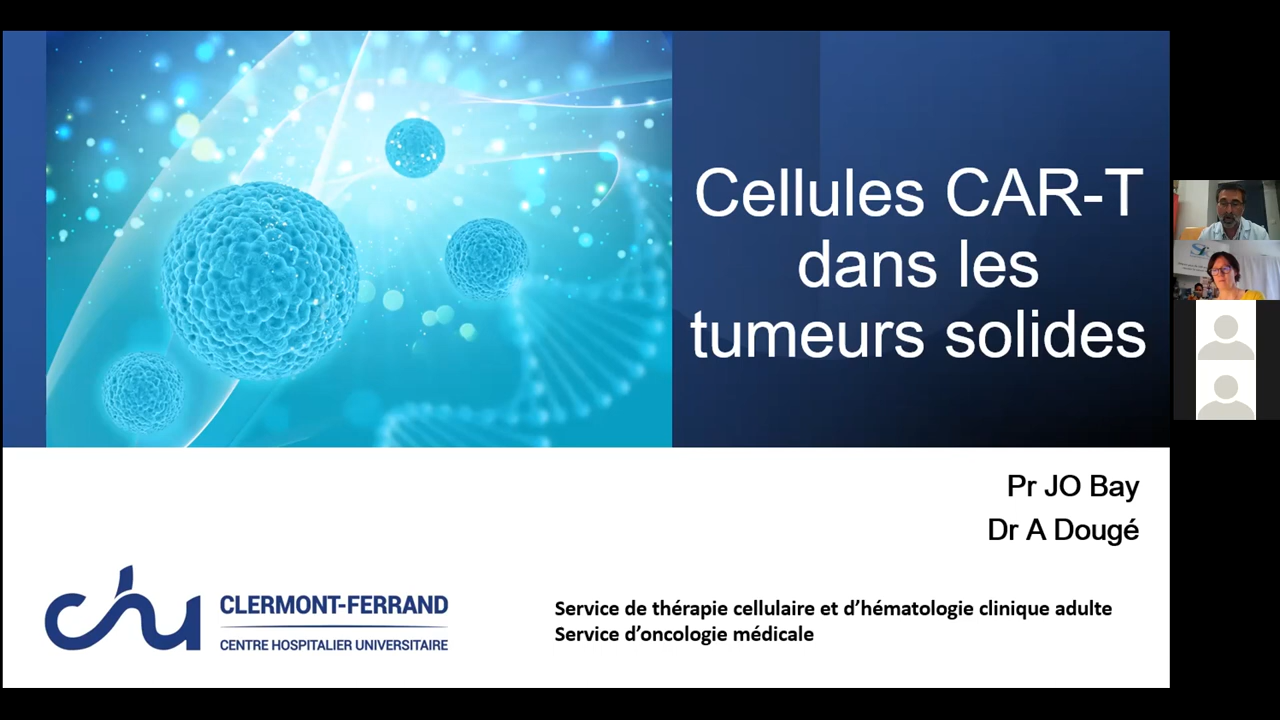 Cellules CAR-T
dans les
tumeurs solides
Pr JO Bay
Dr A Dougé
chu
CLERMONT-FERRAND
CENTRE HOSPITALIER UNIVERSITAIRE
Service de thérapie cellulaire et d’hématologie clinique adulte
Service d’oncologie médicale